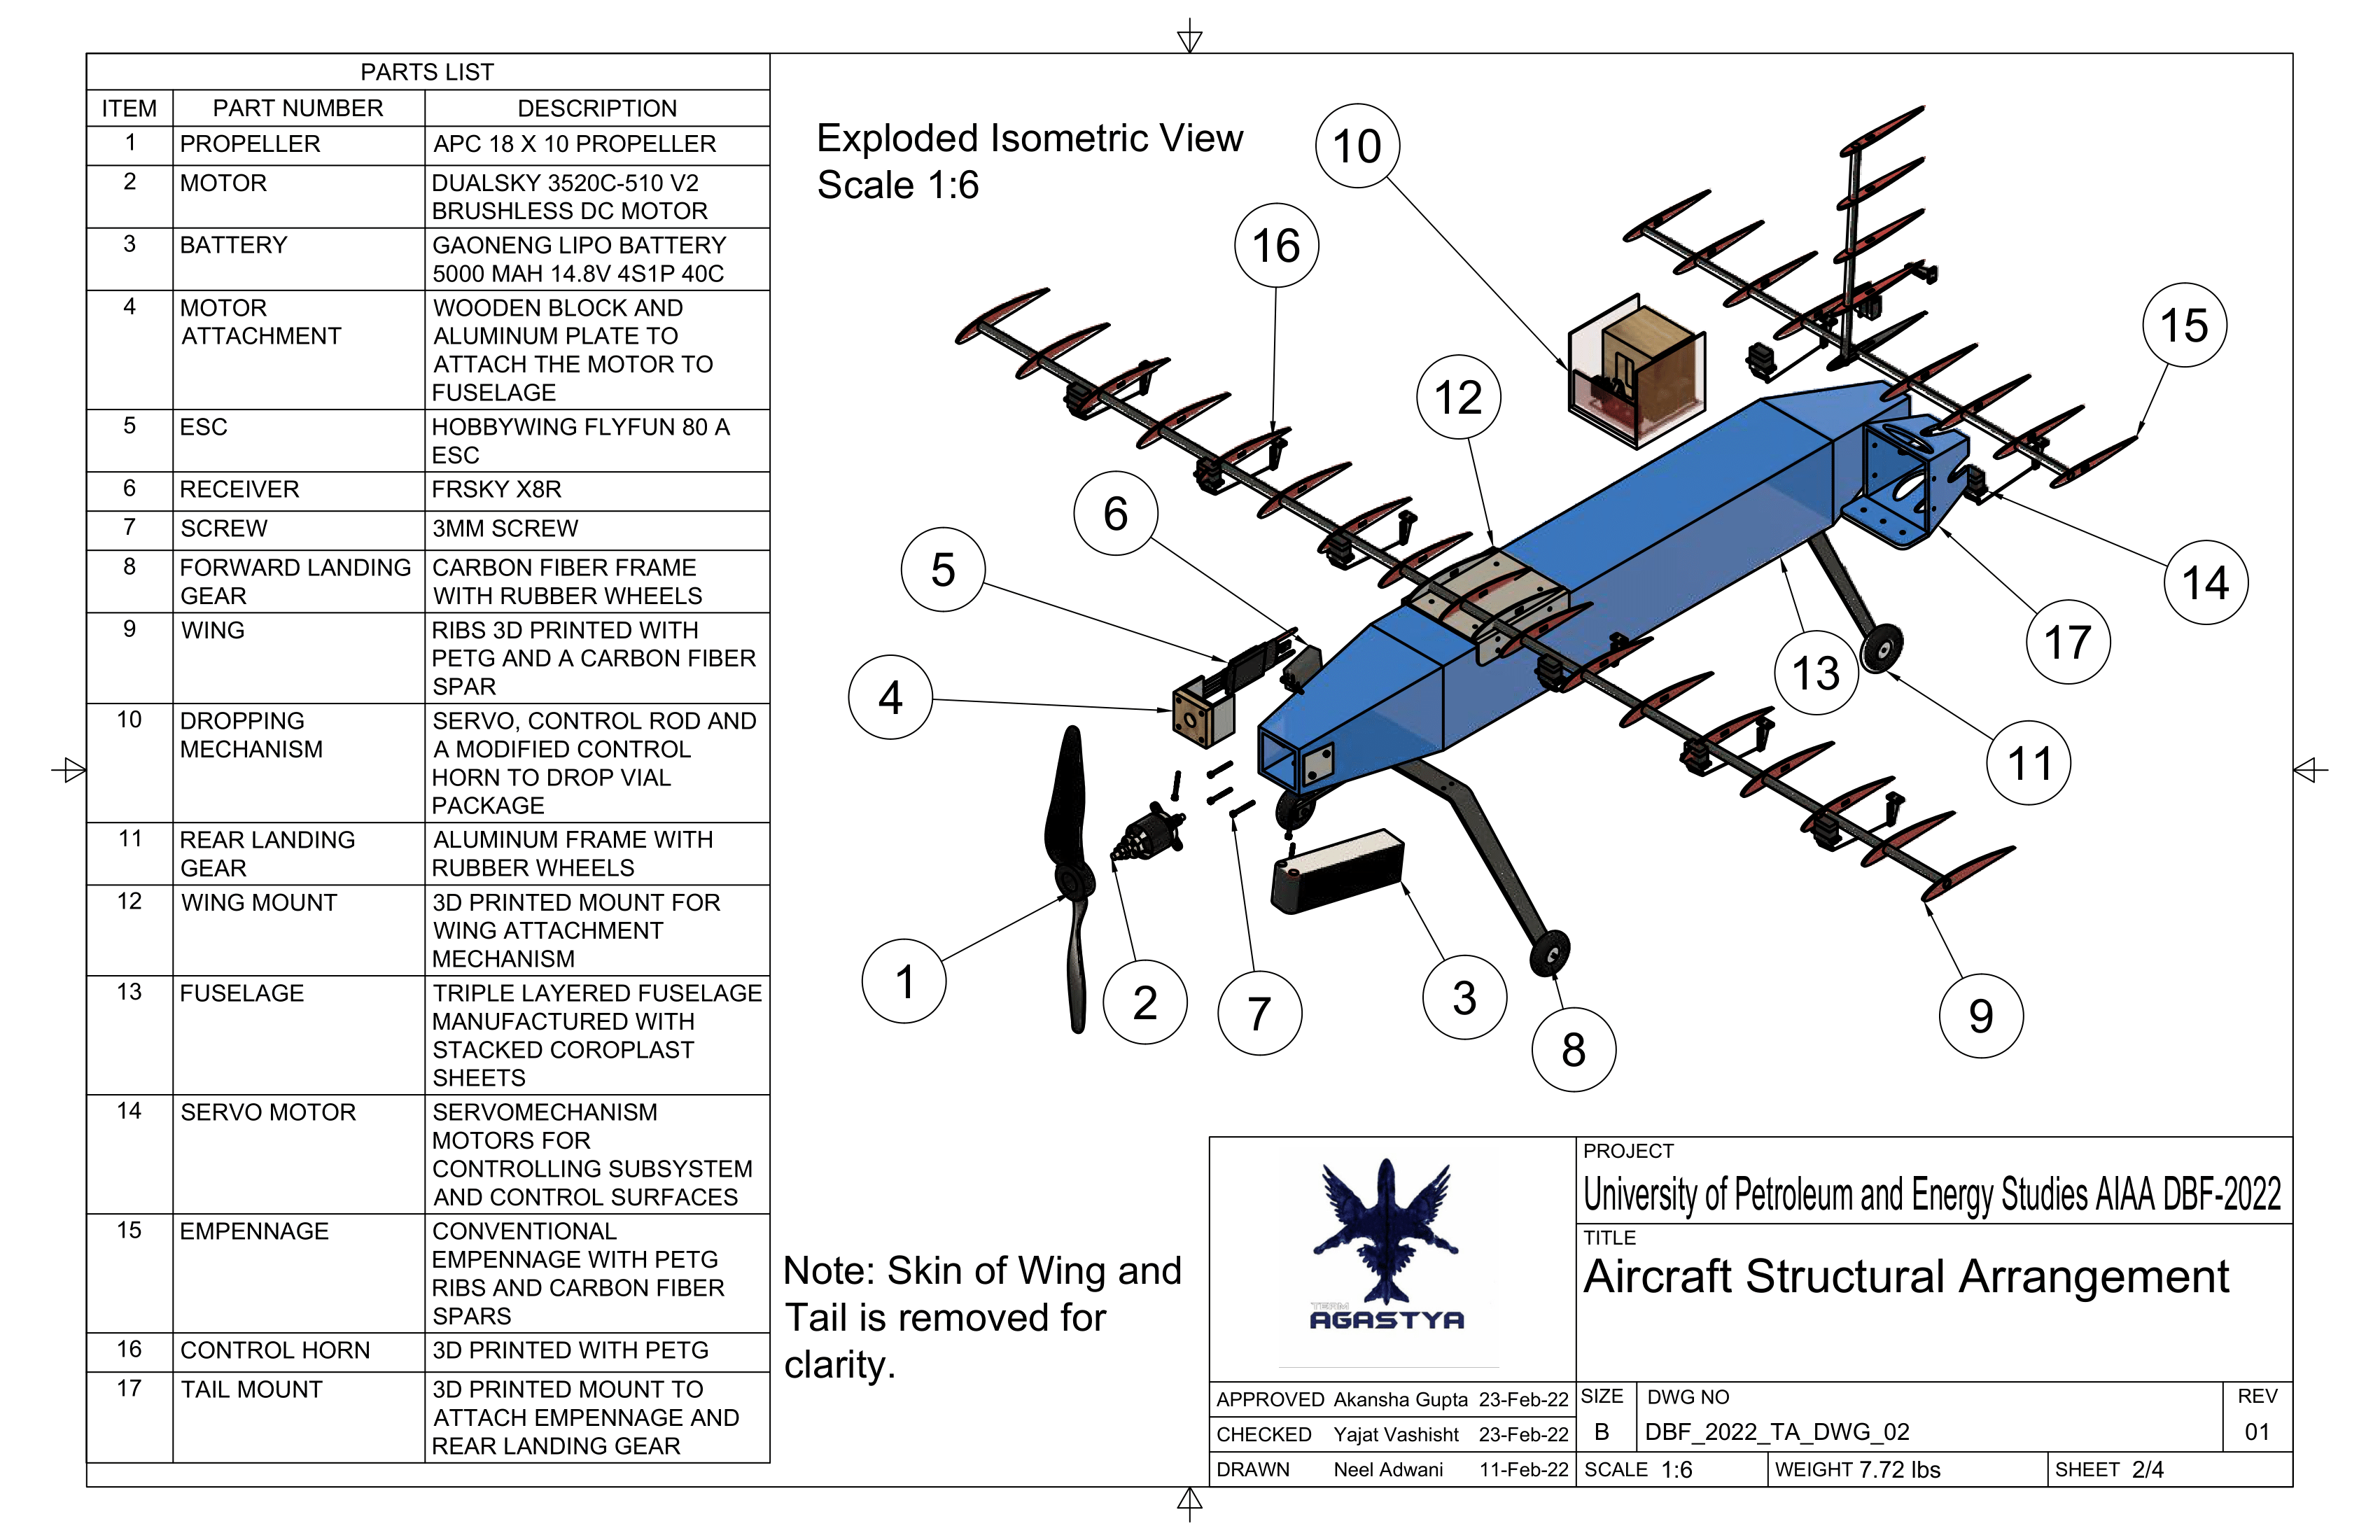 PARTS LIST
ITEM PART NUMBER DESCRIPTION
1 PROPELLER APC 18 X 10 PROPELLER
2 MOTOR DUALSKY 3520C-510 V2
BRUSHLESS DC MOTOR
3 BATTERY GAONENG LIPO BATTERY
5000 MAH 14.8V 4S1P 40C
4 MOTOR WOODEN BLOCK AND
ATTACHMENT ALUMINUM PLATE TO
ATTACH THE MOTOR TO
FUSELAGE
5 ESC HOBBYWING FLYFUN 80 A
ESC
6 RECEIVER FRSKY X8R
7 SCREW 3MM SCREW
8 FORWARD LANDING CARBON FIBER FRAME
GEAR WITH RUBBER WHEELS
9 WING RIBS 3D PRINTED WITH
PETG AND A CARBON FIBER
SPAR
10 DROPPING SERVO, CONTROL ROD AND
MECHANISM A MODIFIED CONTROL
HORN TO DROP VIAL
PACKAGE
11 REAR LANDING ALUMINUM FRAME WITH
GEAR RUBBER WHEELS
12 WING MOUNT 3D PRINTED MOUNT FOR
WING ATTACHMENT
MECHANISM
13 FUSELAGE TRIPLE LAYERED FUSELAGE
MANUFACTURED WITH
STACKED COROPLAST
SHEETS
14 SERVO MOTOR SERVOMECHANISM
MOTORS FOR
CONTROLLING SUBSYSTEM
AND CONTROL SURFACES
15 EMPENNAGE CONVENTIONAL
EMPENNAGE WITH PETG
RIBS AND CARBON FIBER
SPARS
16 CONTROL HORN 3D PRINTED WITH PETG
17 TAIL MOUNT 3D PRINTED MOUNT TO
ATTACH EMPENNAGE AND
REAR LANDING GEAR
Exploded Isometric View
Scale 1:6
10
16
15
12
6
5
14
17
13
4
11
1
2
7
3
8
9
Note: Skin of Wing and
Tail is removed for
clarity.
TEAM
AGASTYA
PROJECT
University of Petroleum and Energy Studies AIAA DBF-2022
TITLE
Aircraft Structural Arrangement
APPROVED Akansha Gupta 23-Feb-22
CHECKED Yajat Vashisht 23-Feb-22
DRAWN Neel Adwani 11-Feb-22
SIZE DWG NO REV
B DBF_2022_TA_DWG_02 01
SCALE 1:6 WEIGHT 7.72 lbs SHEET 2/4